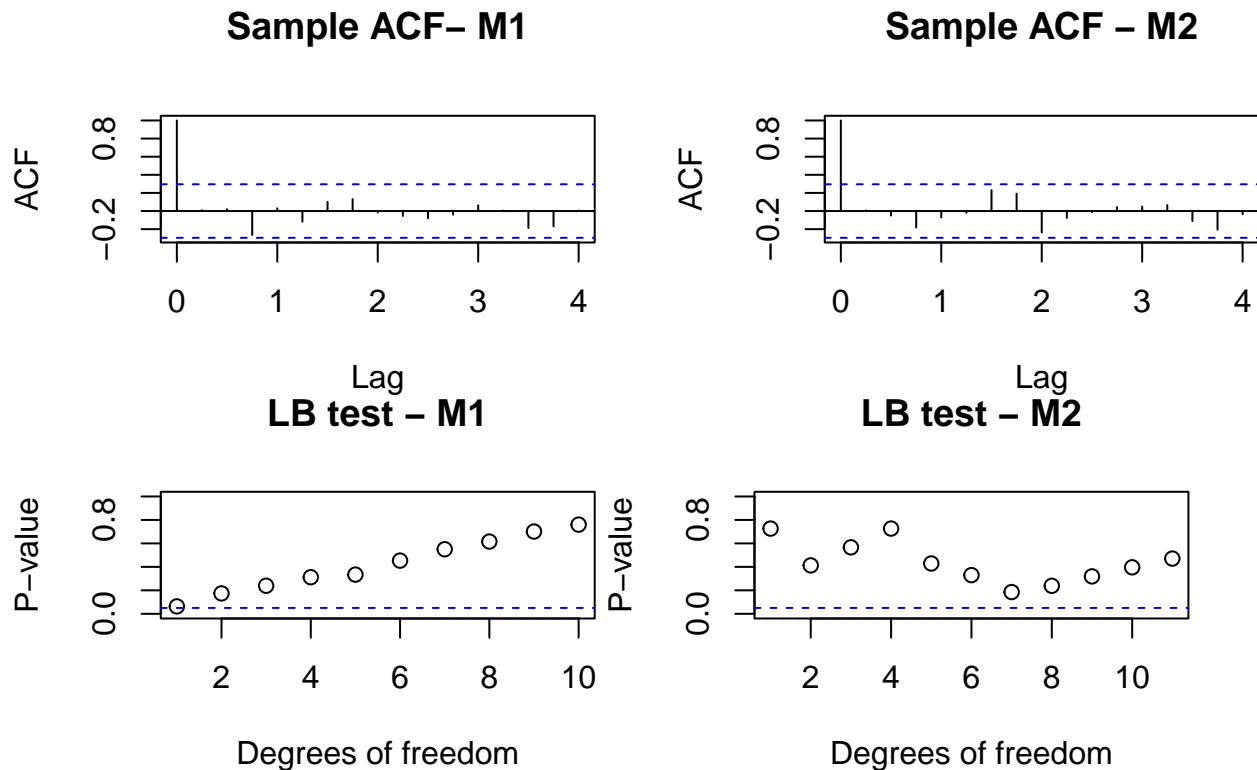 Sample ACF− M1
ACF
−0.2 0.8
0 1 2 3 4
Lag
Sample ACF − M2
ACF
−0.2 0.8
0 1 2 3 4
Lag
LB test − M1
P−value
0.0 0.8
2 4 6 8 10
Degrees of freedom
LB test − M2
P−value
0.0 0.8
2 4 6 8 10
Degrees of freedom